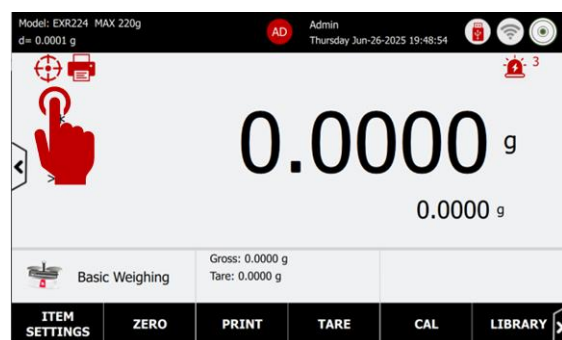 Model: EXR224 MAX 220g
d= 0.0001 g
AD
Admin
Thursday Jun-26-2025 19:48:54
3
0.0000 g
0.0000 g
Basic Weighing
Gross: 0.0000 g
Tare: 0.0000 g
ITEM SETTINGS
ZERO
PRINT
TARE
CAL
LIBRARY